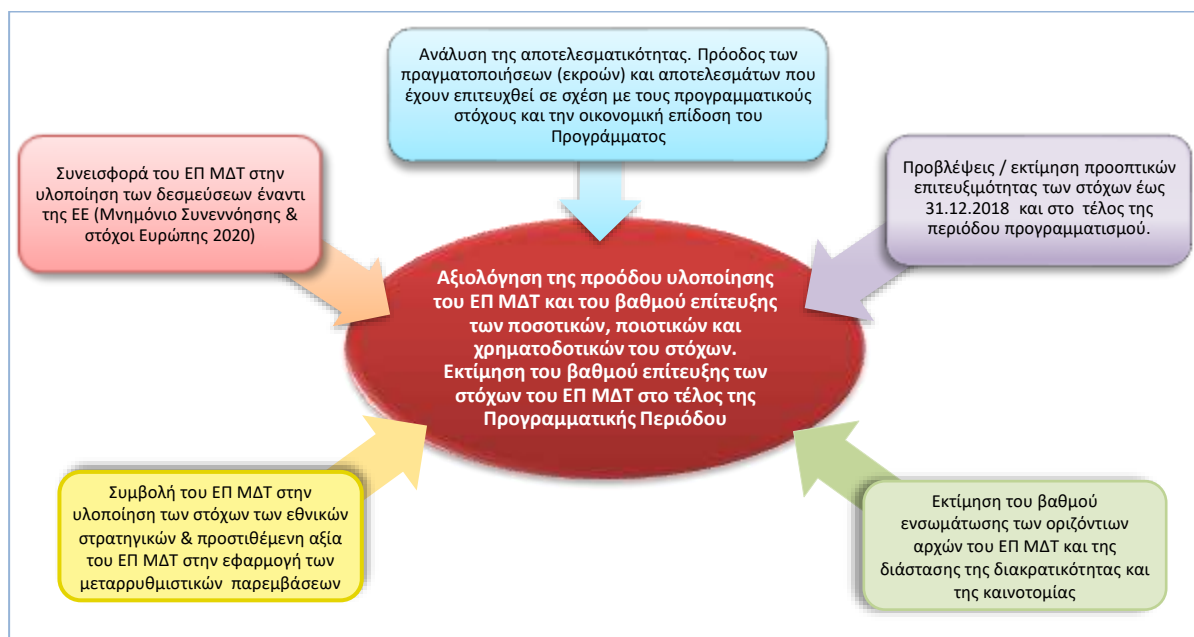 Ανάλυση της αποτελεσματικότητας. Πρόοδος των
πραγματοποιήσεων (εκροών) και αποτελεσμάτων που
έχουν επιτευχθεί σε σχέση με τους προγραμματικούς
στόχους και την οικονομική επίδοση του
Προγράμματος
Συνεισφορά του ΕΠ ΜΔΤ στην
υλοποίηση των δεσμεύσεων έναντι
της ΕΕ (Μνημόνιο Συνεννόησης &
στόχοι Ευρώπης 2020)
Προβλέψεις / εκτίμηση προοπτικών
επιτευξιμότητας των στόχων έως
31.12.2018 και στο τέλος της
περιόδου προγραμματισμού.
Αξιολόγηση της προόδου υλοποίησης
του ΕΠ ΜΔΤ και του βαθμού επίτευξης
των ποσοτικών, ποιοτικών και
χρηματοδοτικών του στόχων.
Εκτίμηση του βαθμού επίτευξης των
στόχων του ΕΠ ΜΔΤ στο τέλος της
Προγραμματικής Περιόδου
Συμβολή του ΕΠ ΜΔΤ στην
υλοποίηση των στόχων των εθνικών
στρατηγικών & προστιθέμενη αξία
του ΕΠ ΜΔΤ στην εφαρμογή των
μεταρρυθμιστικών παρεμβάσεων
Εκτίμηση του βαθμού
ενσωμάτωσης των οριζόντιων
αρχών του ΕΠ ΜΔΤ και της
διάστασης της διακρατικότητας και
της καινοτομίας